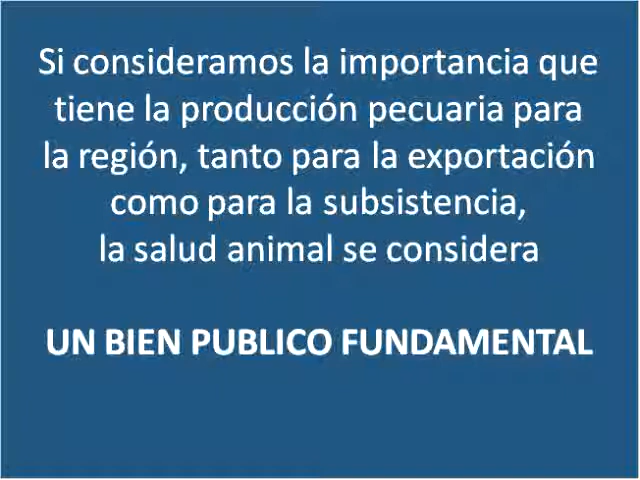 Si consideramos la importancia que
tiene la producción pecuaria para
la región, tanto para la exportación
como para la subsistencia,
la salud animal se considera
UN BIEN PUBLICO FUNDAMENTAL